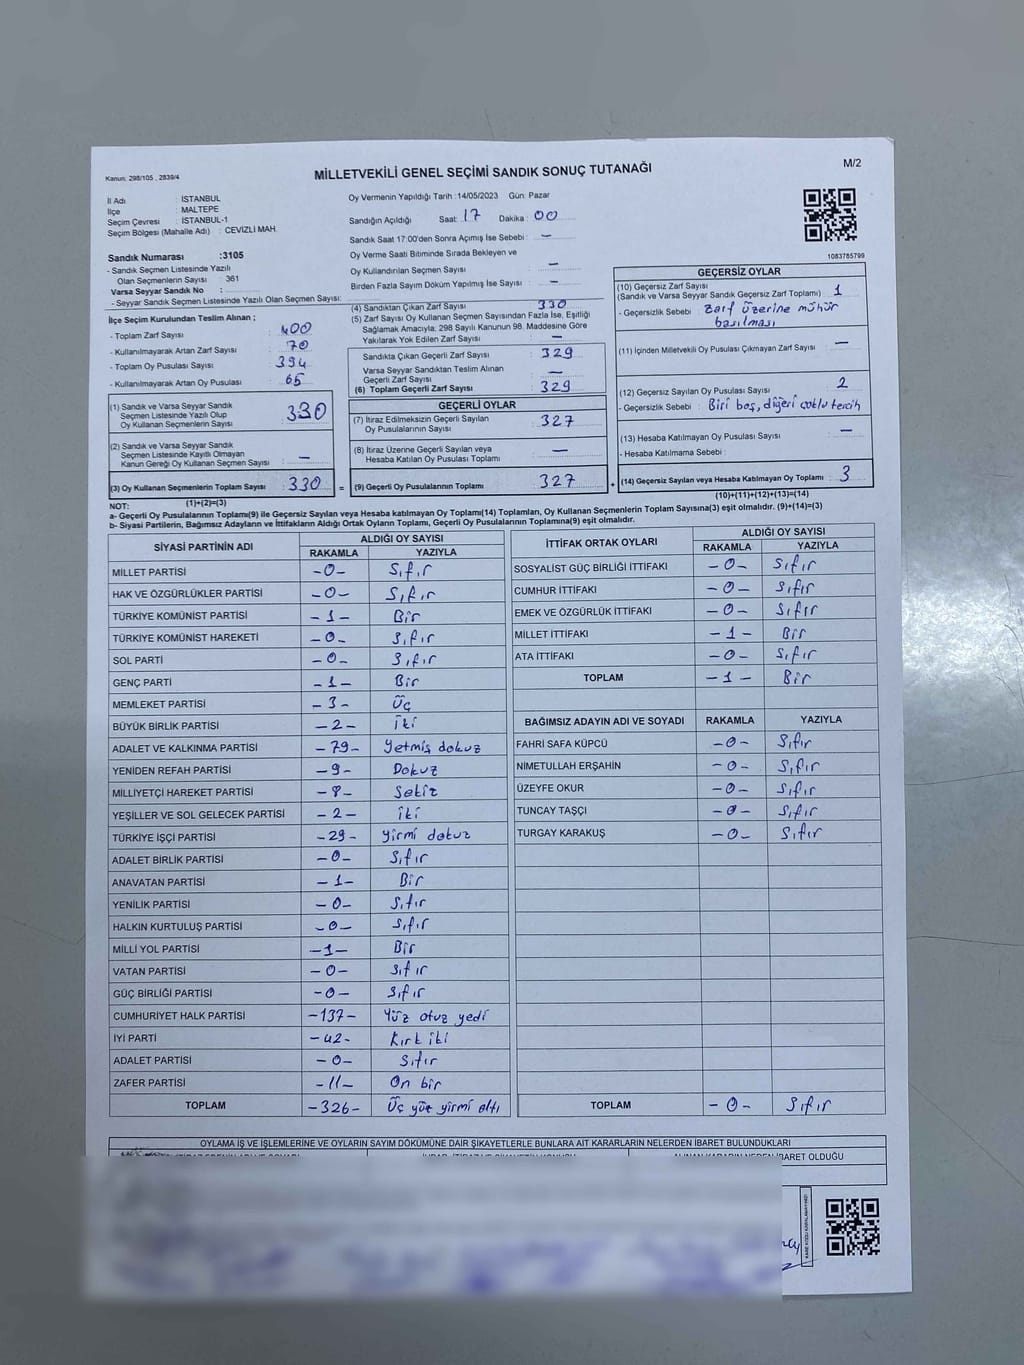 Kanun: 298/105 , 2839/4
MİLLETVEKİLİ GENEL SEÇİMİ SANDIK SONUÇ TUTANAĞI
M/2
İl Adı : İSTANBUL
İlçe : MALTEPE
Seçim Çevresi : İSTANBUL-1
Seçim Bölgesi (Mahalle Adı) : CEVİZLİ MAH.
Sandık Numarası :3105
- Sandık Seçmen Listesinde Yazılı
Olan Seçmenlerin Sayısı : 361
Varsa Seyyar Sandık No :
- Seyyar Sandık Seçmen Listesinde Yazılı Olan Seçmen Sayısı:
Oy Vermenin Yapıldığı Tarih :14/05/2023 Gün: Pazar
Sandığın Açıldığı Saat: 17 Dakika : 00
Sandık Saat 17:00'den Sonra Açımış İse Sebebi : —
Oy Verme Saati Bitiminde Sırada Bekleyen ve
Oy Kullandırılan Seçmen Sayısı : —
Birden Fazla Sayım Döküm Yapılmış İse Sayısı : —
1083785799
İlçe Seçim Kurulundan Teslim Alınan ;
- Toplam Zarf Sayısı : 400
- Kullanılmayarak Artan Zarf Sayısı : 70
- Toplam Oy Pusulası : 394
- Kullanılmayarak Artan Oy Pusulası : 65
(1) Sandık ve Varsa Seyyar Sandık
Seçmen Listesinde Yazılı Olup
Oy Kullanan Seçmenlerin Sayısı : 330
(2) Sandık ve Varsa Seyyar Sandık
Seçmen Listesinde Kayıtlı Olmayan
Kanun Gereği Oy Kullanan Seçmen Sayısı : —
(3) Oy Kullanan Seçmenlerin Toplam Sayısı : 330 =
(1)+(2)=(3)
(4) Sandıktan Çıkan Zarf Sayısı : 330
(5) Zarf Sayısı Oy Kullanan Seçmen Sayısından Fazla İse, Eşitliği
Sağlamak Amacıyla, 298 Sayılı Kanunun 98. Maddesine Göre
Yakılarak Yok Edilen Zarf Sayısı : —
Sandıkta Çıkan Geçerli Zarf Sayısı : 329
Varsa Seyyar Sandıktan Teslim Alınan
Geçerli Zarf Sayısı : —
(6) Toplam Geçerli Zarf Sayısı : 329
GEÇERLİ OYLAR
(7) İtiraz Edilmeksizin Geçerli Sayılan
Oy Pusulalarının Sayısı : 327
(8) İtiraz Üzerine Geçerli Sayılan veya
Hesaba Katılan Oy Pusulası Toplamı : —
(9) Geçerli Oy Pusulalarının Toplamı : 327 +
GEÇERSİZ OYLAR
(10) Geçersiz Zarf Sayısı
(Sandık ve Varsa Seyyar Sandık Geçersiz Zarf Toplamı) : 1
- Geçersizlik Sebebi : Zarf üzerine mühür
basılması
(11) İçinden Milletvekili Oy Pusulası Çıkmayan Zarf Sayısı : —
(12) Geçersiz Sayılan Oy Pusulası Sayısı : 2
- Geçersizlik Sebebi : Biri boş, diğeri çoklu tercih
(13) Hesaba Katılmayan Oy Pusulası Sayısı : —
- Hesaba Katılmama Sebebi :
(14) Geçersiz Sayılan veya Hesaba Katılmayan Oy Toplamı : 3
(10)+(11)+(12)+(13)=(14)
NOT:
a- Geçerli Oy Pusulalarının Toplamı(9) ile Geçersiz Sayılan veya Hesaba katılmayan Oy Toplamı(14) Toplamları, Oy Kullanan Seçmenlerin Toplam Sayısına(3) eşit olmalıdır. (9)+(14)=(3)
b- Siyasi Partilerin, Bağımsız Adayların ve İttifakların Aldığı Ortak Oyların Toplamı, Geçerli Oy Pusulalarının Toplamına(9) eşit olmalıdır.
SİYASİ PARTİNİN ADI ALDIĞI OY SAYISI
RAKAMLA YAZIYLA
MİLLET PARTİSİ -0- Sıfır
HAK VE ÖZGÜRLÜKLER PARTİSİ -0- Sıfır
TÜRKİYE KOMÜNİST PARTİSİ -1- Bir
TÜRKİYE KOMÜNİST HAREKETİ -0- Sıfır
SOL PARTİ -0- Sıfır
GENÇ PARTİ -1- Bir
MEMLEKET PARTİSİ -3- Üç
BÜYÜK BİRLİK PARTİSİ -2- İki
ADALET VE KALKINMA PARTİSİ -79- Yetmiş dokuz
YENİDEN REFAH PARTİSİ -9- Dokuz
MİLLİYETÇİ HAREKET PARTİSİ -8- Sekiz
YEŞİLLER VE SOL GELECEK PARTİSİ -2- İki
TÜRKİYE İŞÇİ PARTİSİ -29- Yirmi dokuz
ADALET BİRLİK PARTİSİ -0- Sıfır
ANAVATAN PARTİSİ -1- Bir
YENİLİK PARTİSİ -0- Sıfır
HALKIN KURTULUŞ PARTİSİ -0- Sıfır
MİLLİ YOL PARTİSİ -1- Bir
VATAN PARTİSİ -0- Sıfır
GÜÇ BİRLİĞİ PARTİSİ -0- Sıfır
CUMHURİYET HALK PARTİSİ -137- Yüz otuz yedi
İYİ PARTİ -42- Kırk iki
ADALET PARTİSİ -0- Sıfır
ZAFER PARTİSİ -11- On bir
TOPLAM -326- Üç yüz yirmi altı
İTTİFAK ORTAK OYLARI ALDIĞI OY SAYISI
RAKAMLA YAZIYLA
SOSYALİST GÜÇ BİRLİĞİ İTTİFAKI -0- Sıfır
CUMHUR İTTİFAKI -0- Sıfır
EMEK VE ÖZGÜRLÜK İTTİFAKI -0- Sıfır
MİLLET İTTİFAKI -1- Bir
ATA İTTİFAKI -0- Sıfır
TOPLAM -1- Bir
BAĞIMSIZ ADAYIN ADI VE SOYADI RAKAMLA YAZIYLA
FAHRİ SAFA KÜPCÜ -0- Sıfır
NİMETULLAH ERŞAHİN -0- Sıfır
ÜZEYFE OKUR -0- Sıfır
TUNCAY TAŞÇI -0- Sıfır
TURGAY KARAKUŞ -0- Sıfır
TOPLAM -0- Sıfır
OYLAMA İŞ VE İŞLEMLERİNE VE OYLARIN SAYIM DÖKÜMÜNE DAİR ŞİKAYETLERLE BUNLARA AİT KARARLARIN NELERDEN İBARET BULUNDUKLARI
ALINAN KARARIN NEDEN İBARET OLDUĞU